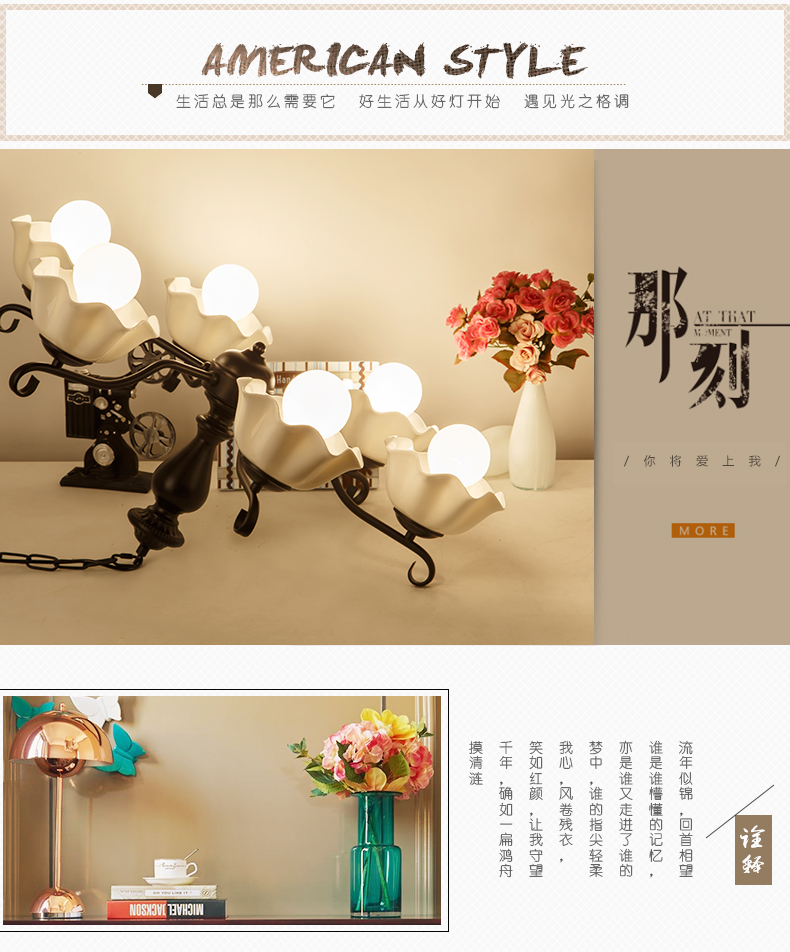 AMERICAN STYLE
生活总是那么需要它 好生活从好灯开始 遇见光之格调
那刻
AT THAT
MOMENT
/ 你 将 爱 上 我 /
MORE
诠释
流年似锦,回首相望
谁是谁懵懂的记忆,
亦是谁又走进了谁的
梦中,谁的指尖轻柔
我心,风卷残衣,
笑如红颜,让我守望
千年,确如一扁鸿舟
摸清涟
MICHAEL JACKSON